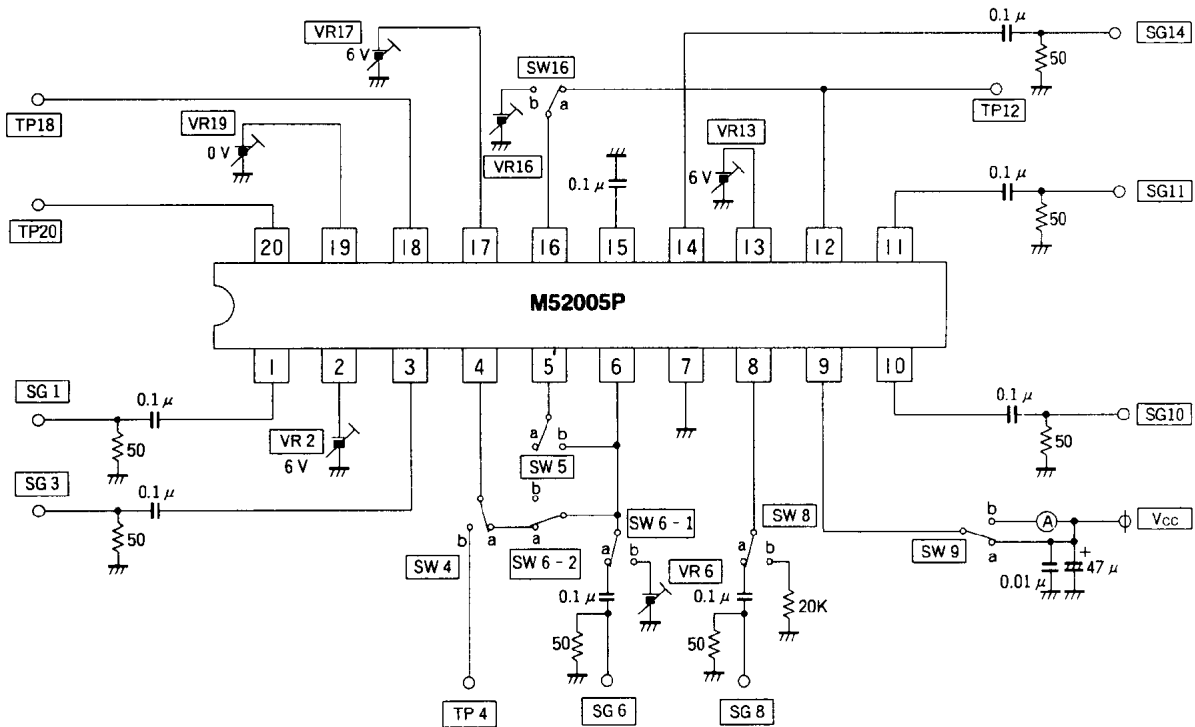 VR17
6 V
0.1 μ
SG14
50
SW16
b
a
TP18
VR19
0 V
VR16
0.1 μ
VR13
6 V
TP12
0.1 μ
SG11
50
TP20
20 19 18 17 16 15 14 13 12 11
M52005P
1 2 3 4 5 6 7 8 9 10
SG 1
0.1 μ
50
VR 2
6 V
a
b
SW 5
0.1 μ
SG10
50
SG 3
0.1 μ
50
b
b
a
a
SW 4
SW 6 - 2
SW 6 - 1
a
b
VR 6
0.1 μ
50
SW 8
a
b
0.1 μ
50
20K
SW 9
b
a
A
Vcc
0.01 μ
+
47 μ
TP 4
SG 6
SG 8